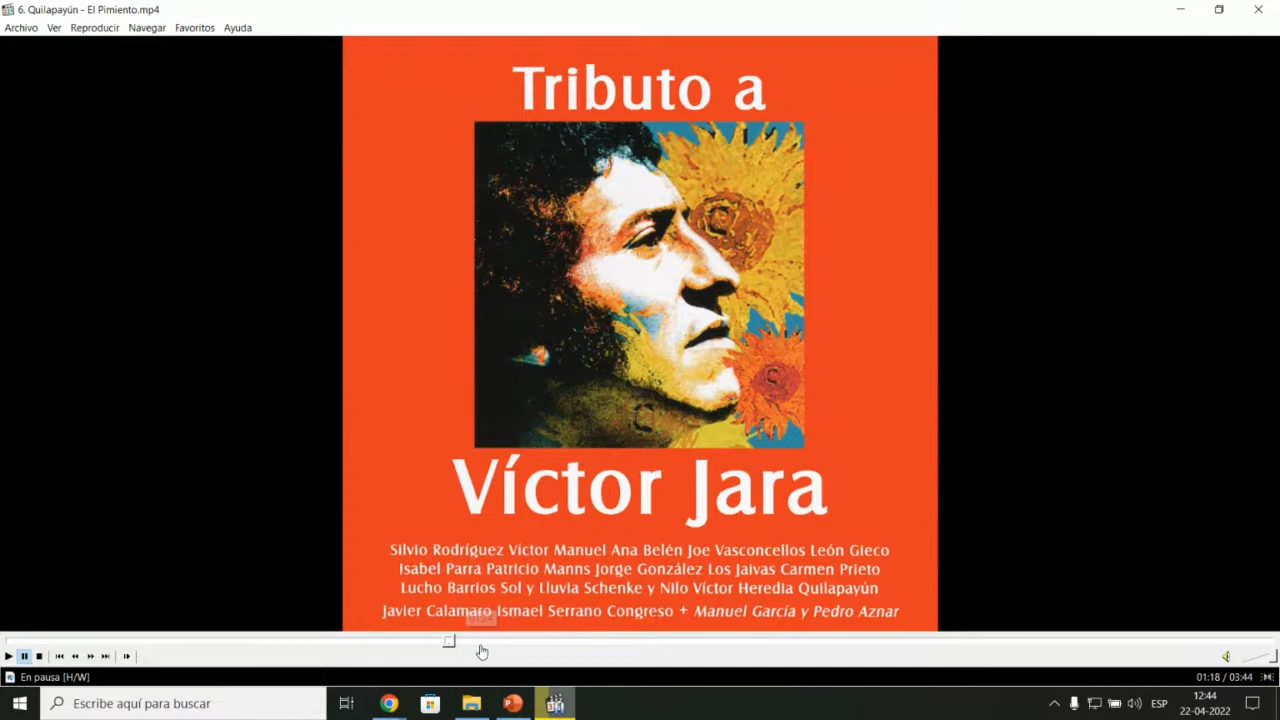 6. Quilapayún - El Pimiento.mp4
Archivo Ver Reproducir Navegar Favoritos Ayuda
Tributo a
Víctor Jara
Silvio Rodríguez Víctor Manuel Ana Belén Joe Vasconcellos León Gieco
Isabel Parra Patricio Manns Jorge González Los Jaivas Carmen Prieto
Lucho Barrios Sol y Lluvia Schenke y Nilo Víctor Heredia Quilapayún
Javier Calamaro Ismael Serrano Congreso + Manuel García y Pedro Aznar
En pausa [H/W]
01:18 / 03:44
Escribe aquí para buscar
ESP
12:44
22-04-2022